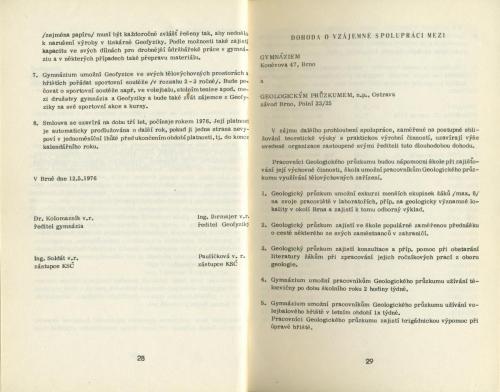 /zejména papíru/ musí být každoročně zvlášť řešeny tak, aby nedošlo
k narušení výroby v tiskárně Geofyziky. Podle možnosti také zajistí
kapacitu ve svých dílnách pro drobnější údržbářské práce v gymná-
ziu a v některých případech také přepravu materiálu.
7. Gymnázium umožní Geofyzice ve svých tělovýchovných prostorách a
hřištích pořádat sportovní soutěže /v rozsahu 2-3 ročně/. Bude po-
čovat o sportovní soutěže např. ve volejbalu, stolním tenise apod.
mezi družstvy gymnázia a Geofyziky a bude také zvát zájemce z Geof-
yziky na své sportovní akce a kursy.
8. Smlouva se uzavírá na dobu tří let, počínaje rokem 1976. Její platnost
je automaticky prodlužována o další rok, pokud ji jedna strana nevy-
poví v jednoměsíční lhůtě před ukončením období platnosti, tj. do konce
kalendářního roku.
V Brně dne 12.5.1976
Dr. Kolomazník v.r.
ředitel gymnázia
ředitel Geofyziky
Ing. Soldát v.r.
zástupce KSČ
Pavlíčková v. r.
zástupce KSČ
28
DOHODA O VZÁJEMNÉ SPOLUPRÁCI MEZI
GYMNÁZIEM
Koněvova 47, Brno
a
GEOLOGICKÝM PRŮZKUMEM, n.p., Ostrava
závod Brno, Polní 23/25
V zájmu dalšího prohloubení spolupráce, zaměřené na postupné sbli-
žování teoretické výuky s praktickou výrobní činností, uzavírají výše
uvedené organizace zastoupené svými řediteli tuto dlouhodobou dohodu.
Pracovníci Geologického průzkumu budou nápomocni škole při zajišťo-
vání její výchovné činnosti, škola umožní pracovníkům Geologického prů-
zkumu využívání tělovýchovných zařízení.
1. Geologický průzkum umožní exkurzi menších skupinek žáků /max. 8/
na svoje pracoviště v laboratořích, příp. na geologicky významné lo-
kality v okolí Brna a zajistí k tomu odborný výklad.
2. Geologický průzkum zajistí ve škole populárně zaměřenou přednášku
o cestě některého ze svých zaměstnanců v zahraničí.
3. Geologický průzkum zajistí konsultace a příp. pomoc při obstarání
literatury žákům při zpracování jejich ročníkových prací z oboru
geologie.
4. Gymnázium umožní pracovníkům Geologického průzkumu užívání tě-
locvičny po dobu školního roku 2 hodiny týdně.
5. Gymnázium umožní pracovníkům Geologického průzkumu užívání vo-
lejbalového hřiště v letním období 1x týdně.
Pracovníci Geologického průzkumu zajistí brigádnickou výpomoc při
úpravě hřiště.
29